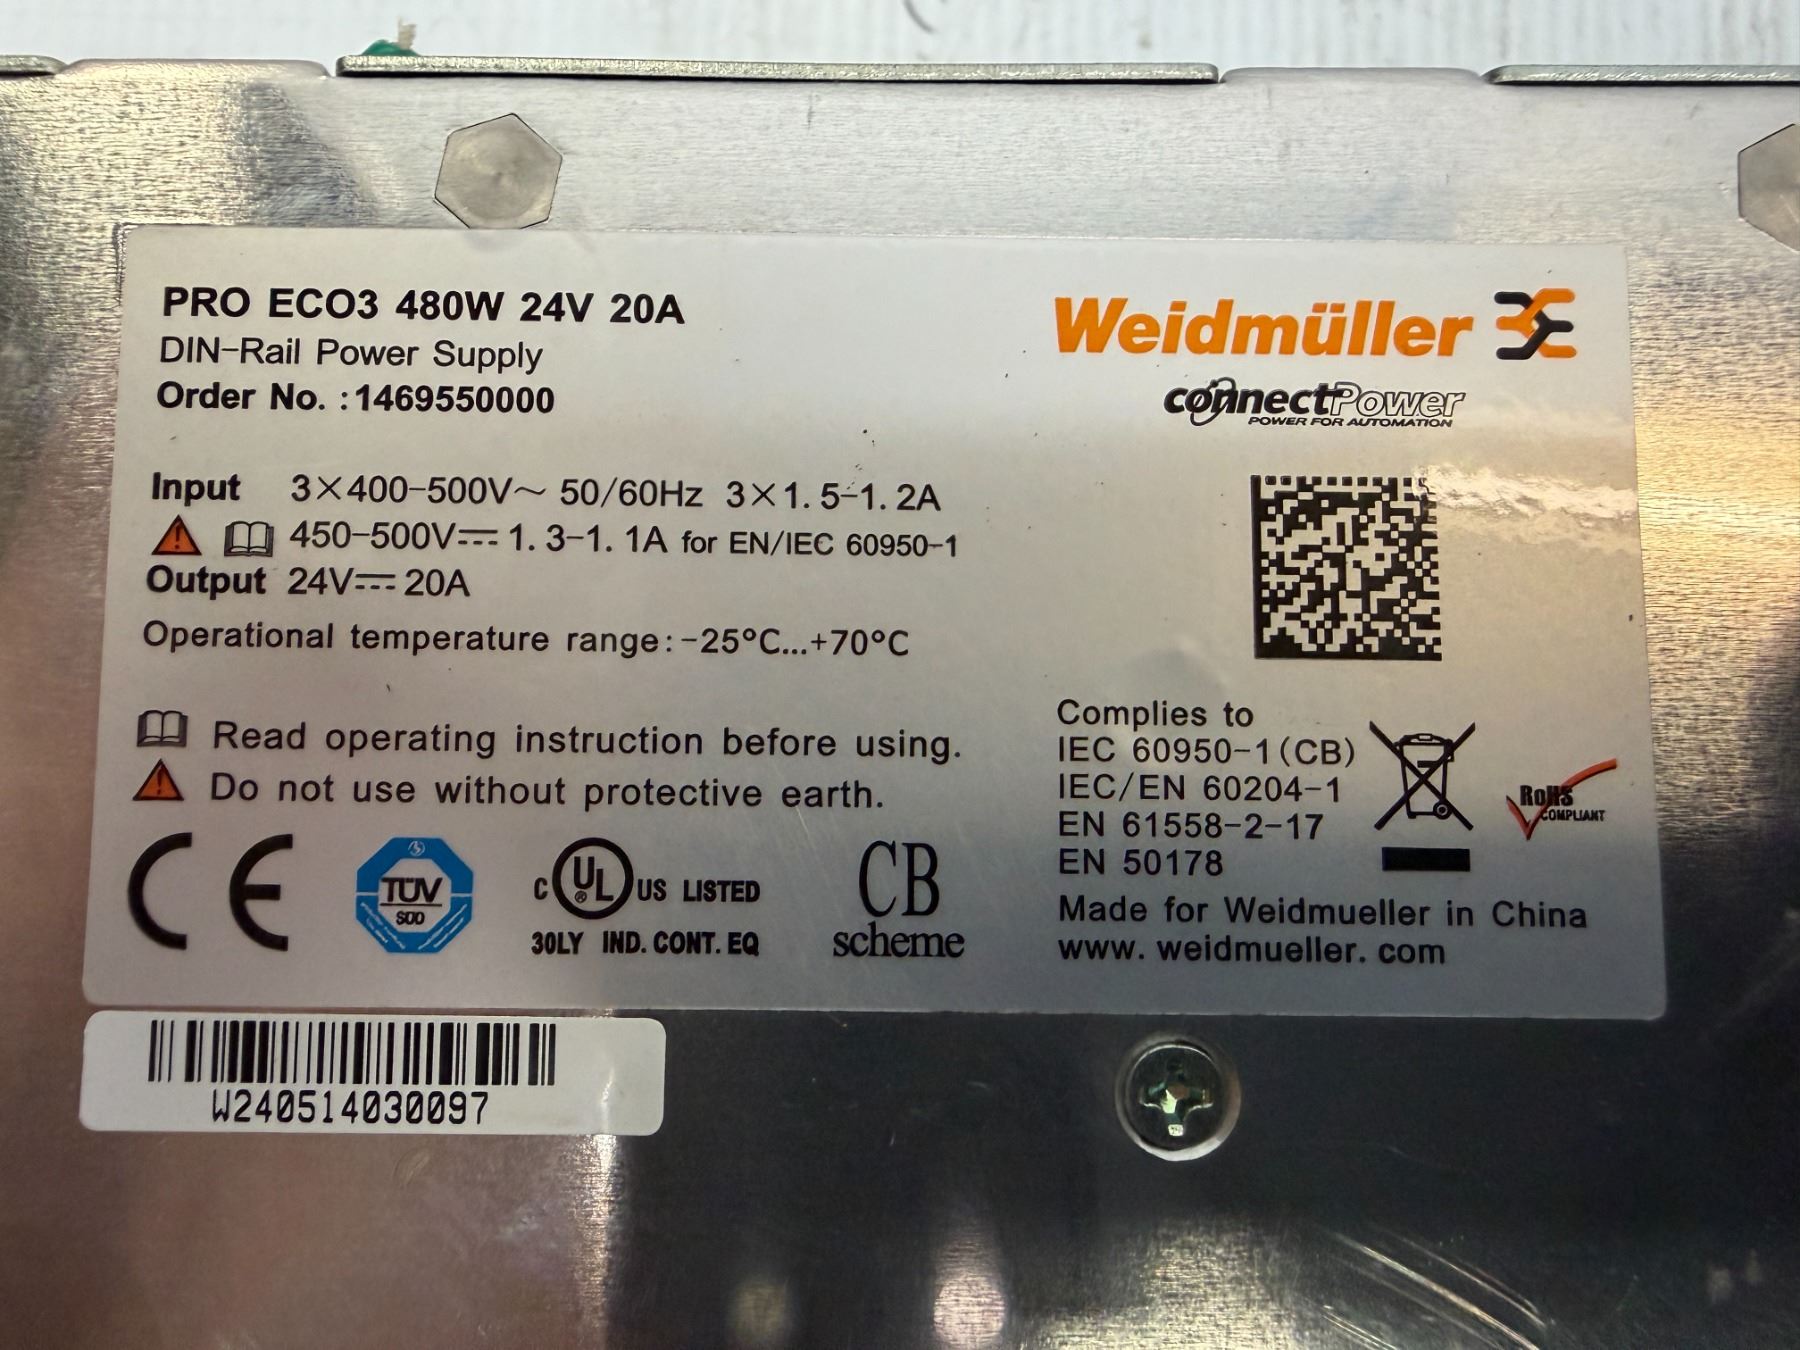 PRO ECO3 480W 24V 20A
DIN-Rail Power Supply
Order No. :1469550000
Weidmüller
connectPower
POWER FOR AUTOMATION
Input 3×400-500V~ 50/60Hz 3×1.5-1.2A
450-500V⎓ 1.3-1.1A for EN/IEC 60950-1
Output 24V⎓ 20A
Operational temperature range:-25°C...+70°C
Read operating instruction before using.
Do not use without protective earth.
CE
TÜV
SÜD
C UL® US LISTED
30LY IND. CONT. EQ
CB
scheme
Complies to
IEC 60950-1(CB)
IEC/EN 60204-1
EN 61558-2-17
EN 50178
RoHS
COMPLIANT
Made for Weidmueller in China
www.weidmueller.com
W240514030097